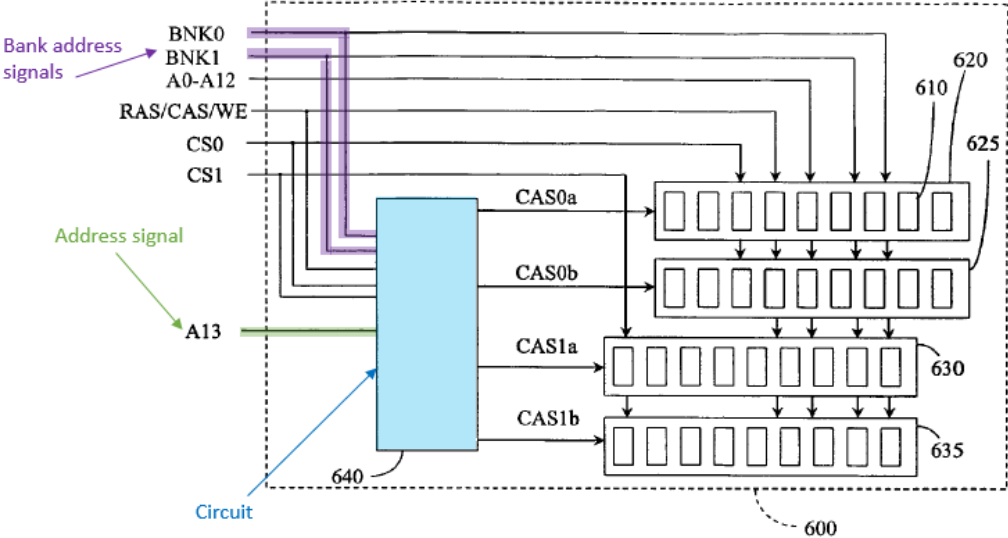 Bank address
signals
BNK0
BNK1
A0-A12
RAS/CAS/WE
CS0
CS1
620
610
625
CAS0a
Address signal
CAS0b
A13
CAS1a
630
CAS1b
635
640
Circuit
600